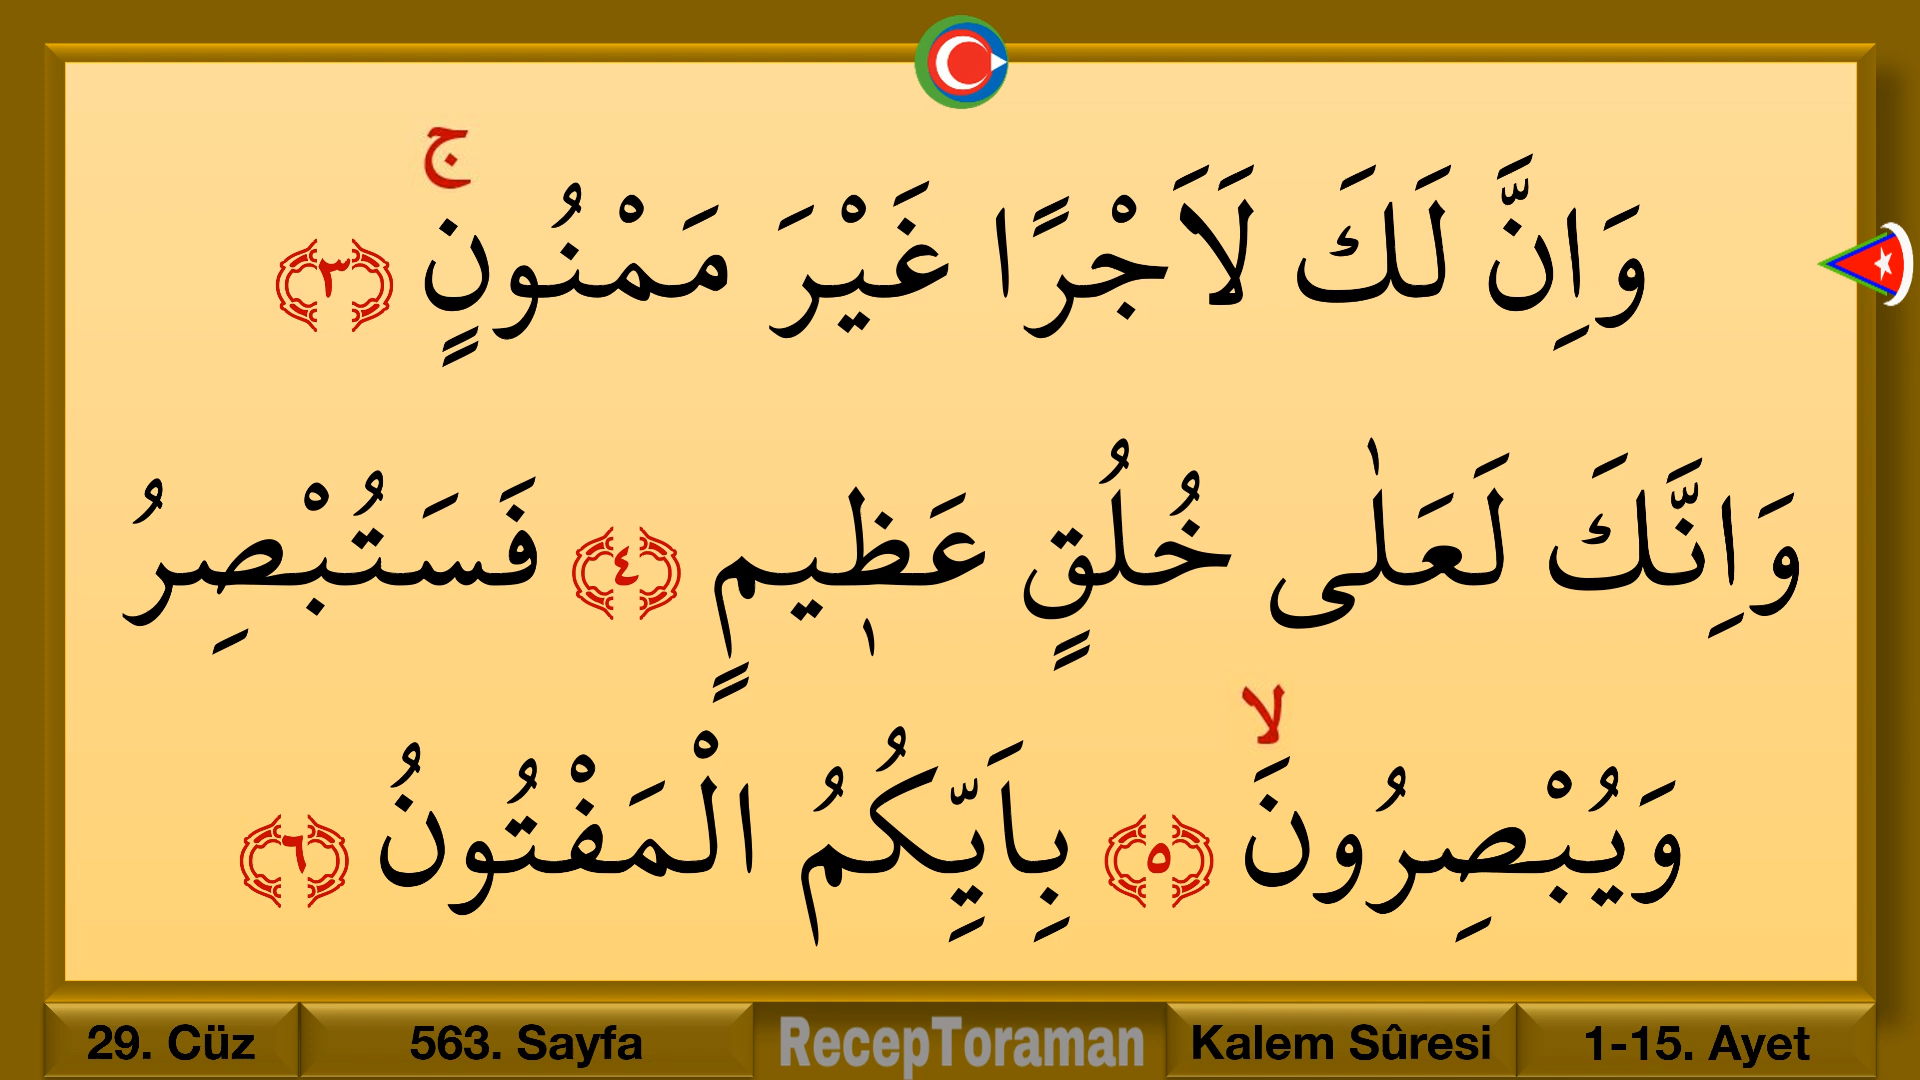 وَاِنَّ لَكَ لَاَجْرًا غَيْرَ مَمْنُونٍۚ ﴿٣﴾
وَاِنَّكَ لَعَلٰى خُلُقٍ عَظٖيمٍ ﴿٤﴾ فَسَتُبْصِرُ
وَيُبْصِرُونَۙ ﴿٥﴾ بِاَيِّكُمُ الْمَفْتُونُ ﴿٦﴾
29. Cüz 563. Sayfa RecepToraman Kalem Sûresi 1-15. Ayet